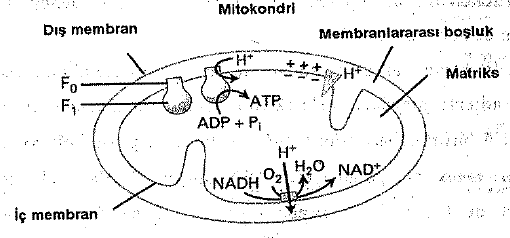 Mitokondri
Dış membran
H⁺
+ + +
– – –
H⁺
Membranlararası boşluk
Matriks
F₀
F₁
ATP
ADP + Pᵢ
H⁺
NADH O₂ H₂O NAD⁺
İç membran